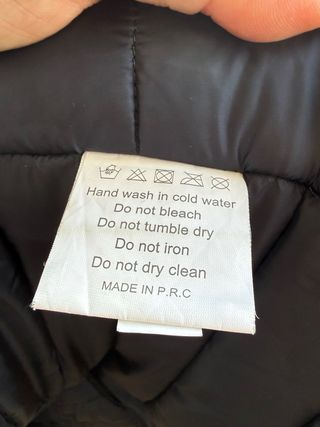 Hand wash in cold water
Do not bleach
Do not tumble dry
Do not iron
Do not dry clean
MADE IN P.R.C